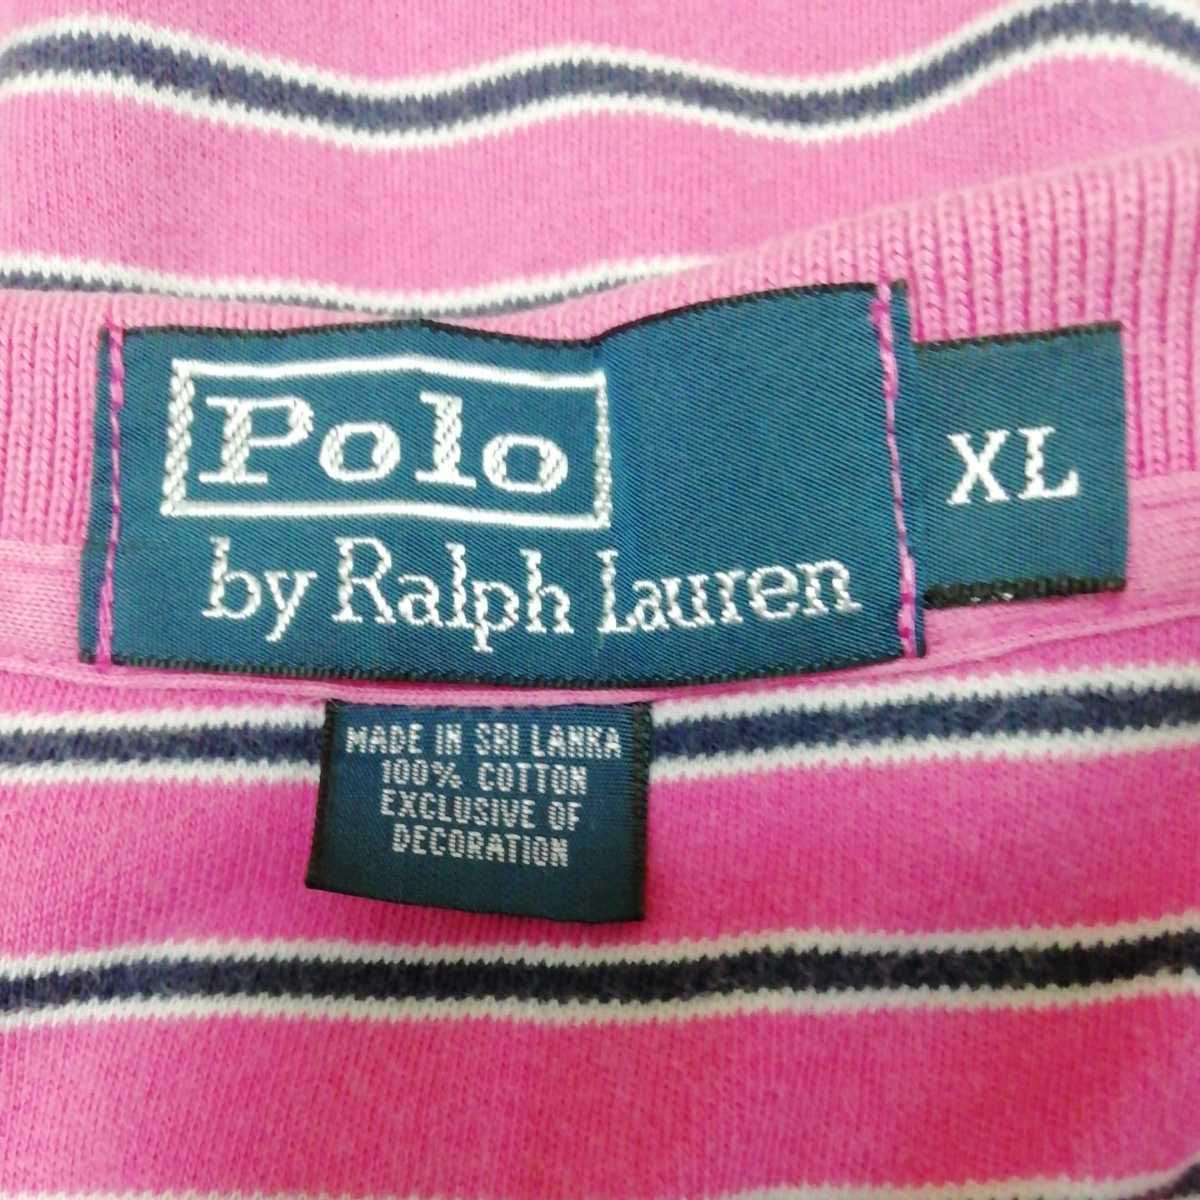 Polo
by Ralph Lauren
XL
MADE IN SRI LANKA
100% COTTON
EXCLUSIVE OF
DECORATION